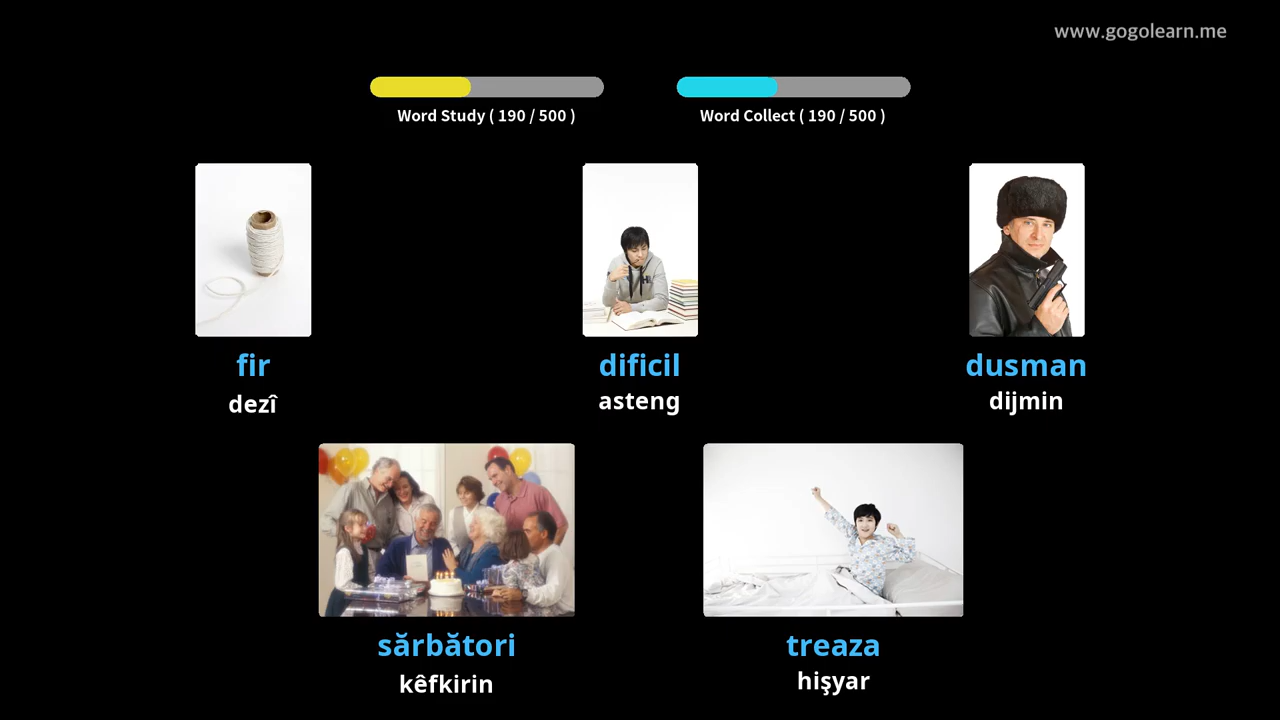 www.gogolearn.me
Word Study ( 190 / 500 )
Word Collect ( 190 / 500 )
fir
dificil
dusman
dezî
asteng
dijmin
sărbători
treaza
kêfkirin
hişyar